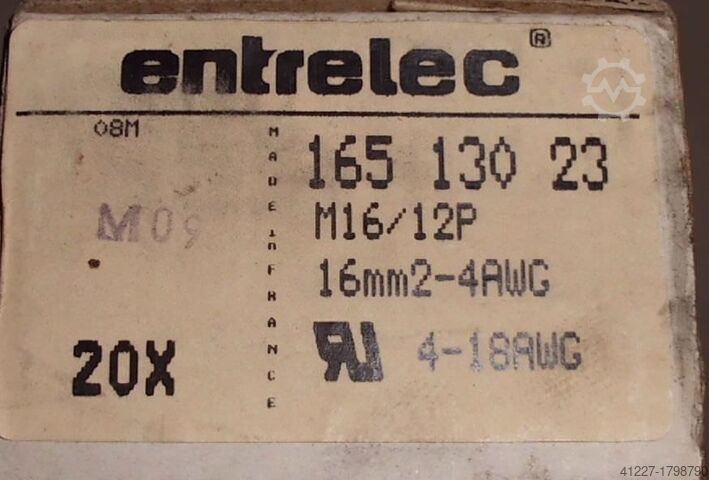 entrelec ®
08M
M09
20X
MADE in FRANCE
165 130 23
M16/12P
16mm2-4AWG
4-18AWG
41227-1798790